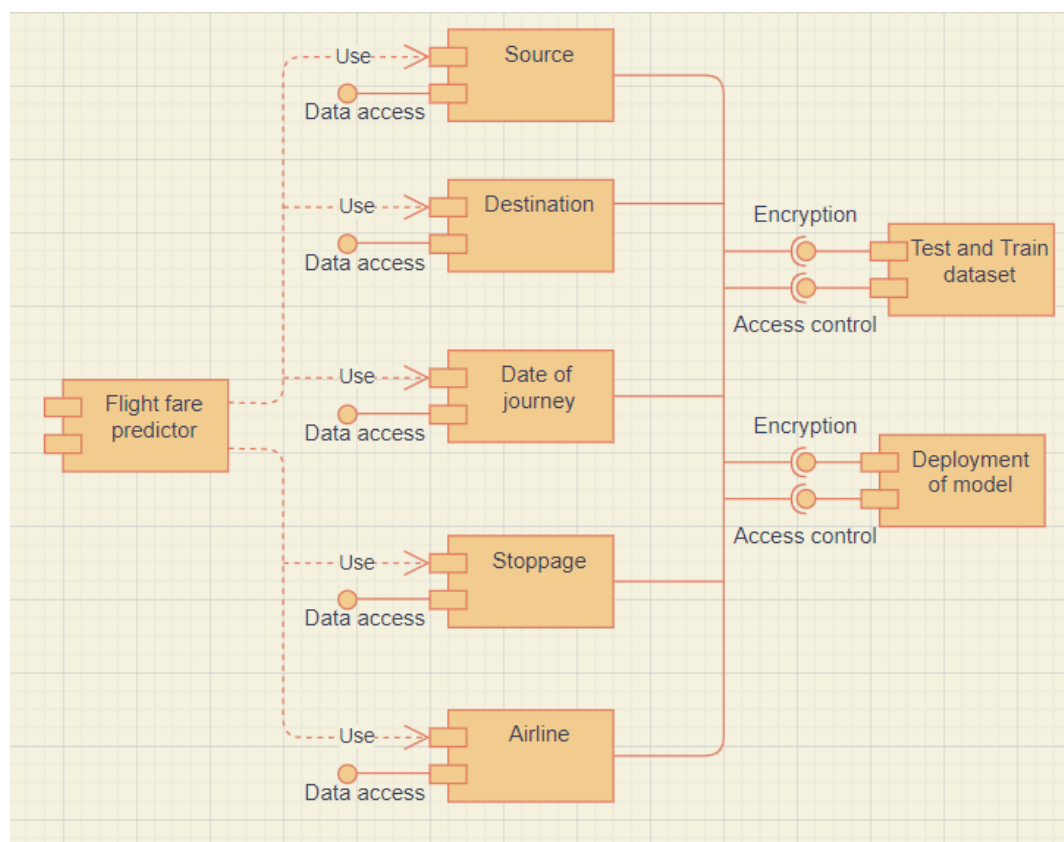 Use
Source
Data access
Use
Destination
Data access
Encryption
Test and Train
dataset
Access control
Use
Date of
journey
Data access
Flight fare
predictor
Encryption
Deployment
of model
Access control
Use
Stoppage
Data access
Use
Airline
Data access